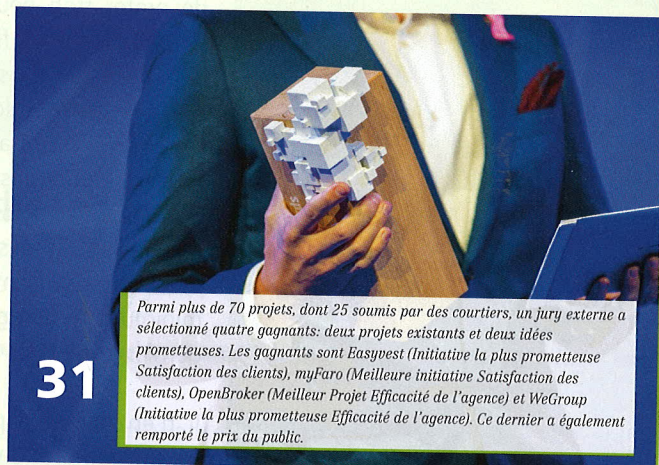 Parmi plus de 70 projets, dont 25 soumis par des courtiers, un jury externe a
sélectionné quatre gagnants: deux projets existants et deux idées
prometteuses. Les gagnants sont Easyvest (Initiative la plus prometteuse
Satisfaction des clients), myFaro (Meilleure initiative Satisfaction des
clients), OpenBroker (Meilleur Projet Efficacité de l'agence) et WeGroup
(Initiative la plus prometteuse Efficacité de l'agence). Ce dernier a également
remporté le prix du public.
31